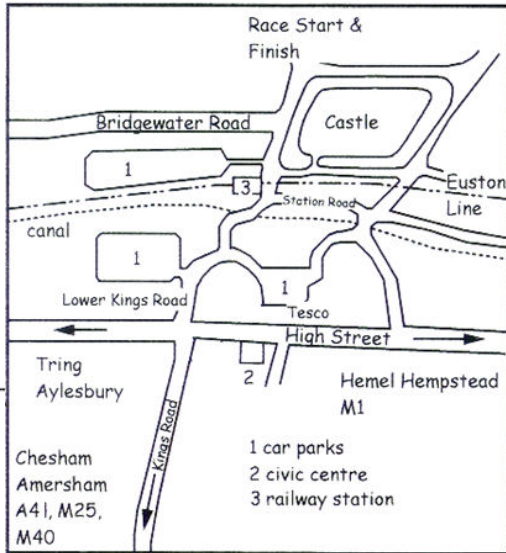 Race Start &
Finish
Bridgewater Road
Castle
1
3
Euston
Line
Station Road
canal
1
1
Lower Kings Road
Tesco
High Street
Tring
Aylesbury
2
Hemel Hempstead
M1
Kings Road
Chesham
Amersham
A41, M25,
M40
1 car parks
2 civic centre
3 railway station